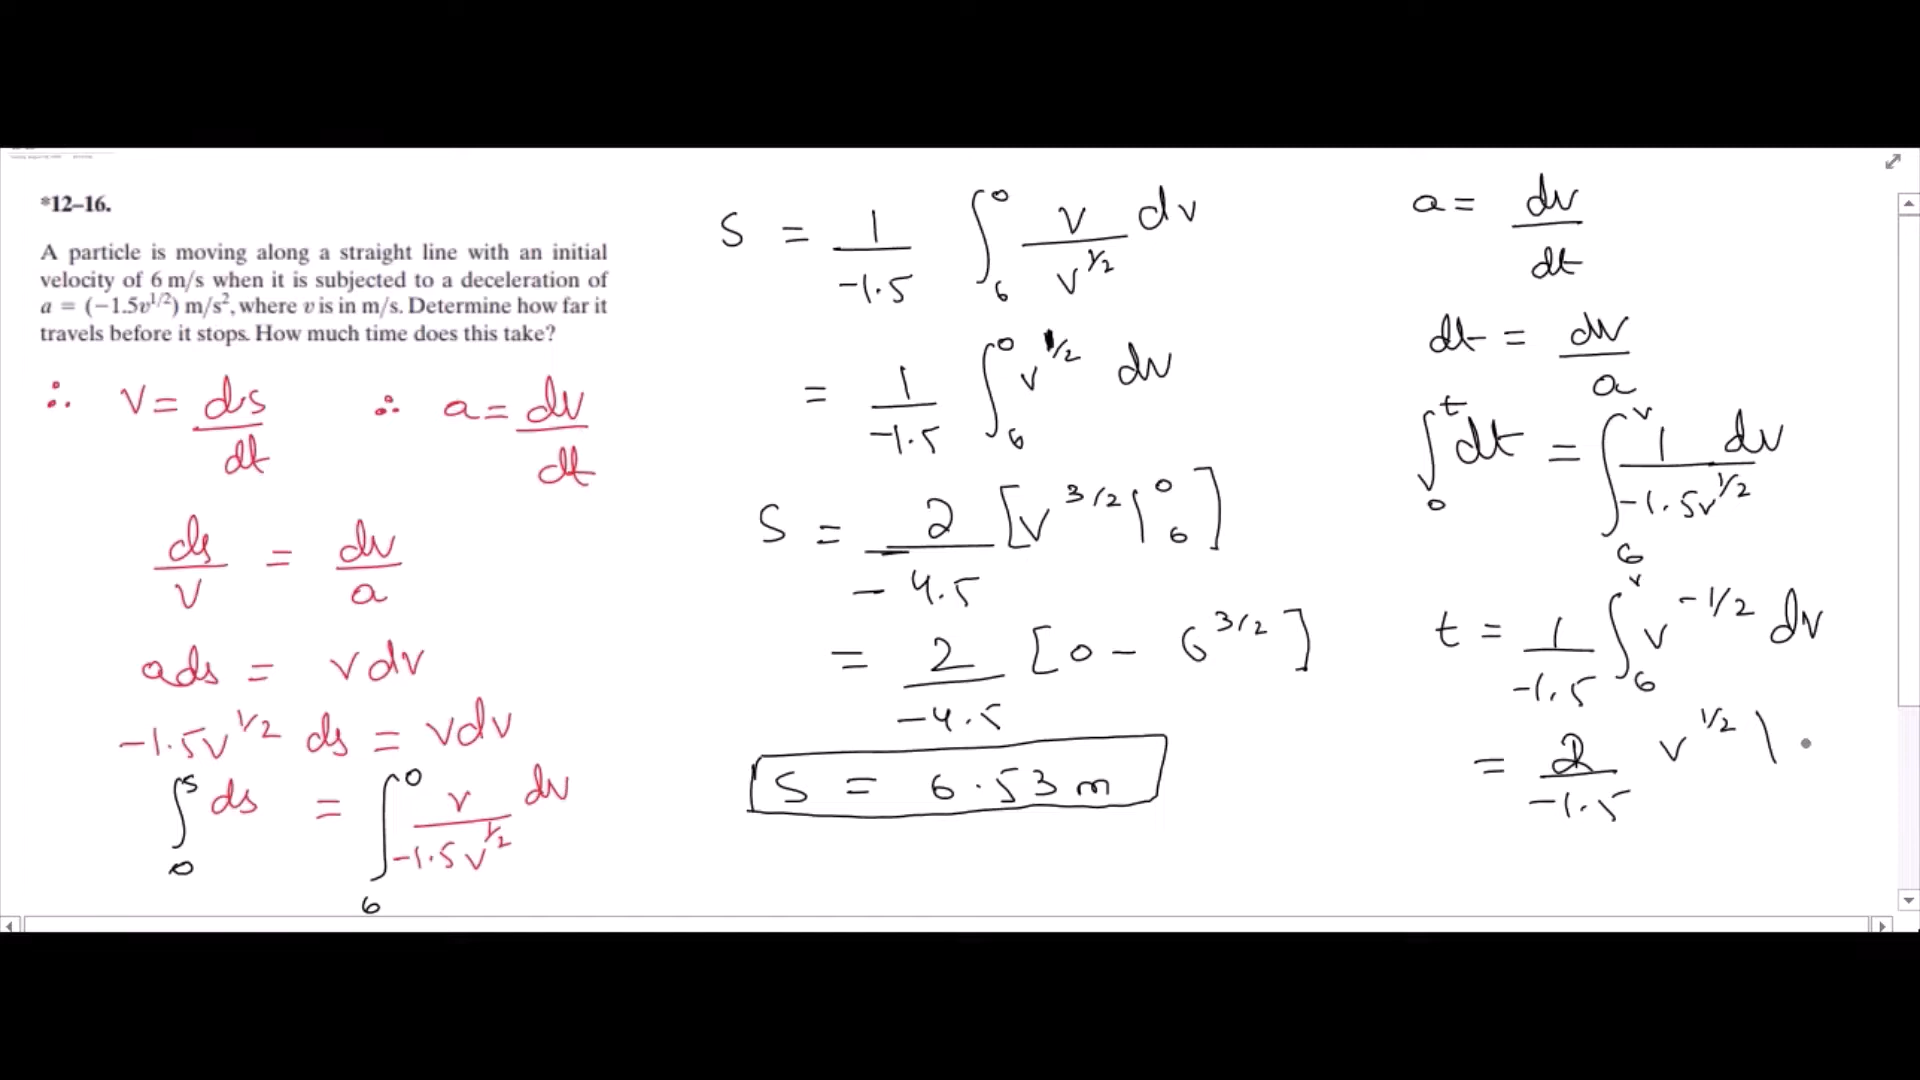 *12–16.
A particle is moving along a straight line with an initial
velocity of 6 m/s when it is subjected to a deceleration of
a = (−1.5v^{1/2}) m/s², where v is in m/s. Determine how far it
travels before it stops. How much time does this take?
∴ v = ds/dt ∴ a = dv/dt
ds/v = dv/a
ads = vdv
-1.5v^{1/2} ds = vdv
∫_0^s ds = ∫_6^0 v/(-1.5v^{1/2}) dv
S = 1/-1.5 ∫_6^0 v/v^{1/2} dv
= 1/-1.5 ∫_6^0 v^{1/2} dv
S = 2/-4.5 [v^{3/2} |_6^0]
= 2/-4.5 [0 - 6^{3/2}]
S = 6.53 m
a = dv/dt
dt = dv/a
∫_0^t dt = ∫_6^v 1/(-1.5v^{1/2}) dv
t = 1/-1.5 ∫_6^v v^{-1/2} dv
= 2/-1.5 v^{1/2} |